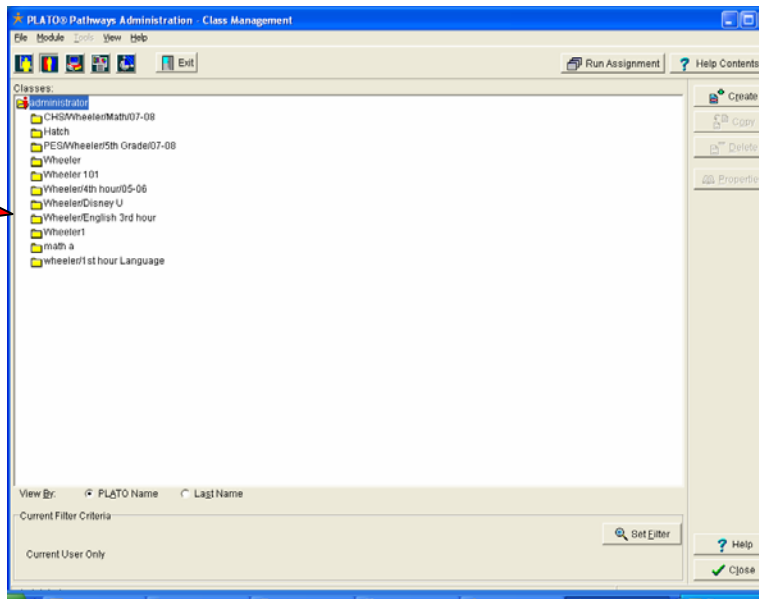 PLATO® Pathways Administration - Class Management
File Module Tools View Help
Exit Run Assignment ? Help Contents
Classes:
administrator
CHS/Wheeler/Math/07-08
Hatch
PES/Wheeler/5th Grade/07-08
Wheeler
Wheeler 101
Wheeler/4th hour/05-06
Wheeler/Disney U
Wheeler/English 3rd hour
Wheeler1
math a
wheeler/1st hour Language
Create
Copy
Delete
Propertie
View By: PLATO Name Last Name
Current Filter Criteria
Set Filter
Current User Only
? Help
Close